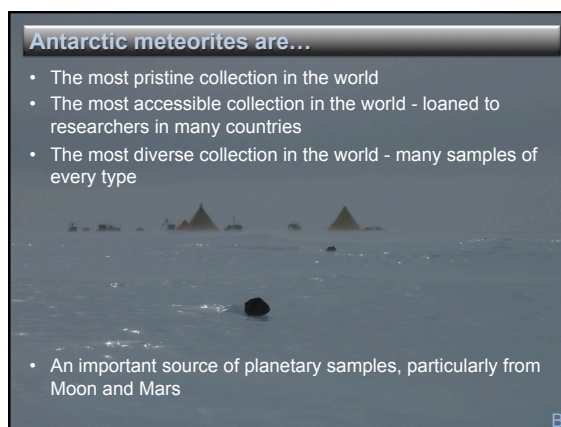 Antarctic meteorites are…
• The most pristine collection in the world
• The most accessible collection in the world - loaned to
researchers in many countries
• The most diverse collection in the world - many samples of
every type
• An important source of planetary samples, particularly from
Moon and Mars
B